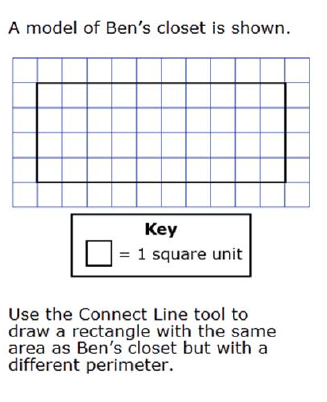 A model of Ben's closet is shown.
Key
= 1 square unit
Use the Connect Line tool to
draw a rectangle with the same
area as Ben's closet but with a
different perimeter.